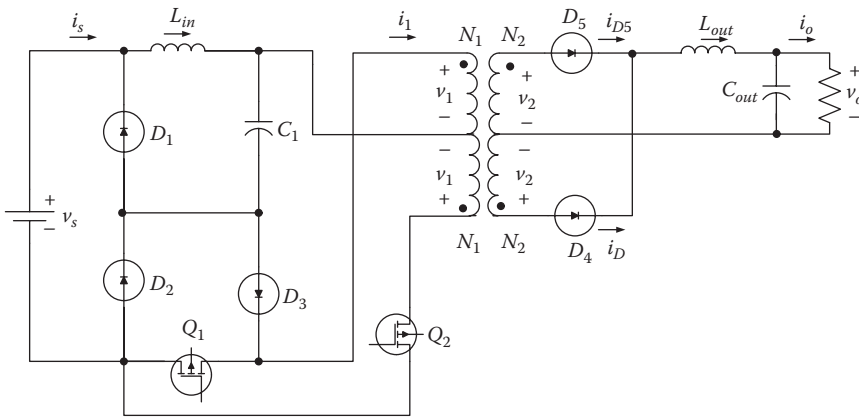 i_s
L_in
i_1
N_1
N_2
D_5
i_D5
L_out
i_o
+
v_1
−
+
v_2
−
C_out
+
v_o
−
D_1
C_1
−
v_1
+
−
v_2
+
+
v_s
−
N_1
N_2
D_4
i_D
D_2
D_3
Q_1
Q_2